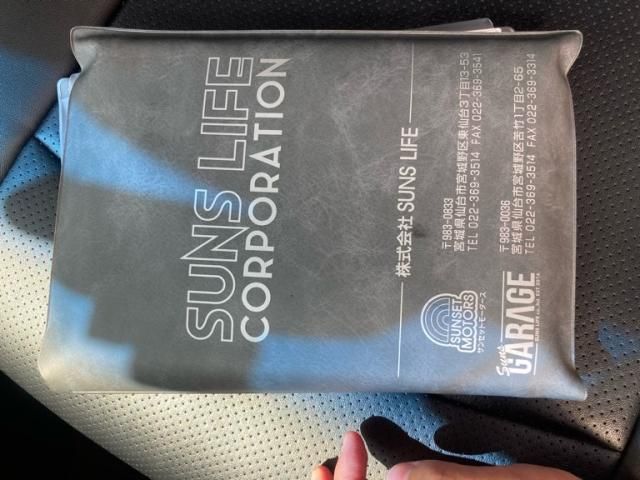 SUNS LIFE
CORPORATION
株式会社 SUNS LIFE
SUNSET
MOTORS
サンセットモータース
〒983-0833
宮城県仙台市宮城野区東仙台3丁目13-53
TEL 022-369-3514 FAX 022-369-3541
Suns
GARAGE
〒983-0036
宮城県仙台市宮城野区苦竹1丁目2-65
TEL 022-369-3514 FAX 022-369-3314